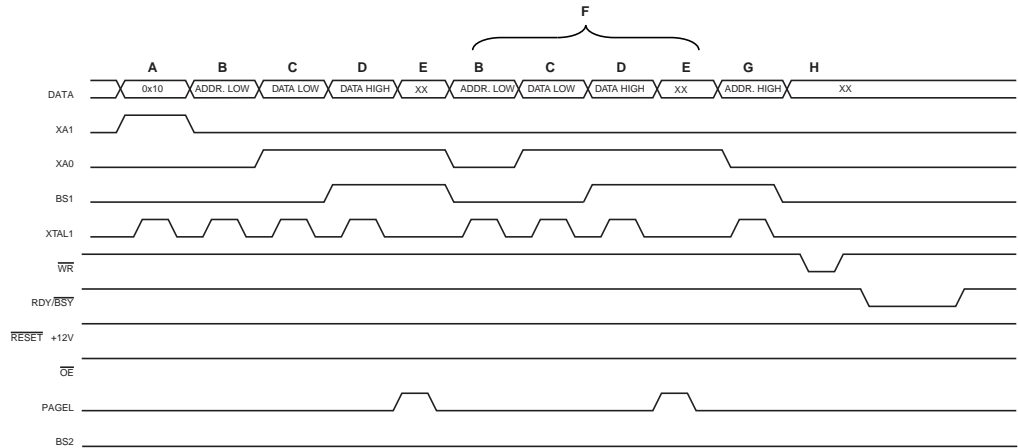 F
A B C D E B C D E G H
DATA 0x10 ADDR. LOW DATA LOW DATA HIGH XX ADDR. LOW DATA LOW DATA HIGH XX ADDR. HIGH XX
XA1
XA0
BS1
XTAL1
WR
RDY/BSY
RESET +12V
OE
PAGEL
BS2